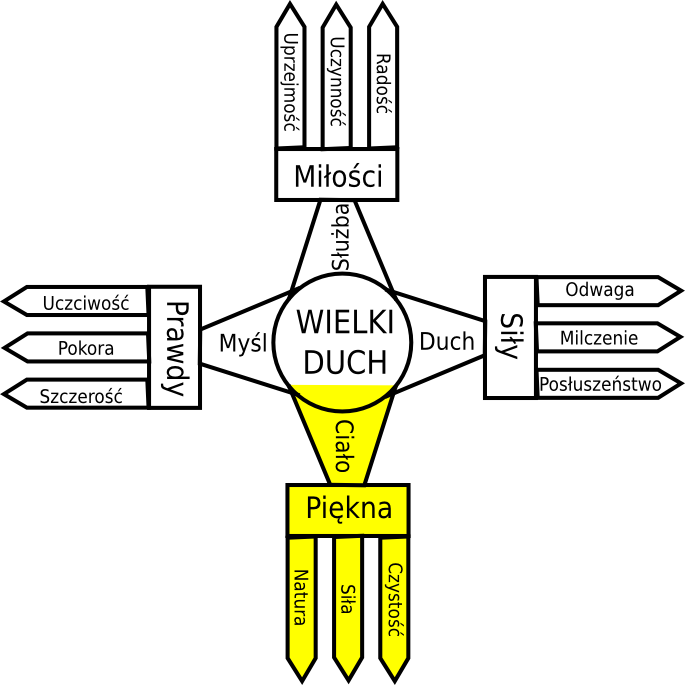 Uprzejmość
Uczynność
Radość
Miłości
Służba
Uczciwość
Pokora
Szczerość
Prawdy
Myśl
WIELKI
DUCH
Duch
Siły
Odwaga
Milczenie
Posłuszeństwo
Ciało
Piękna
Natura
Siła
Czystość